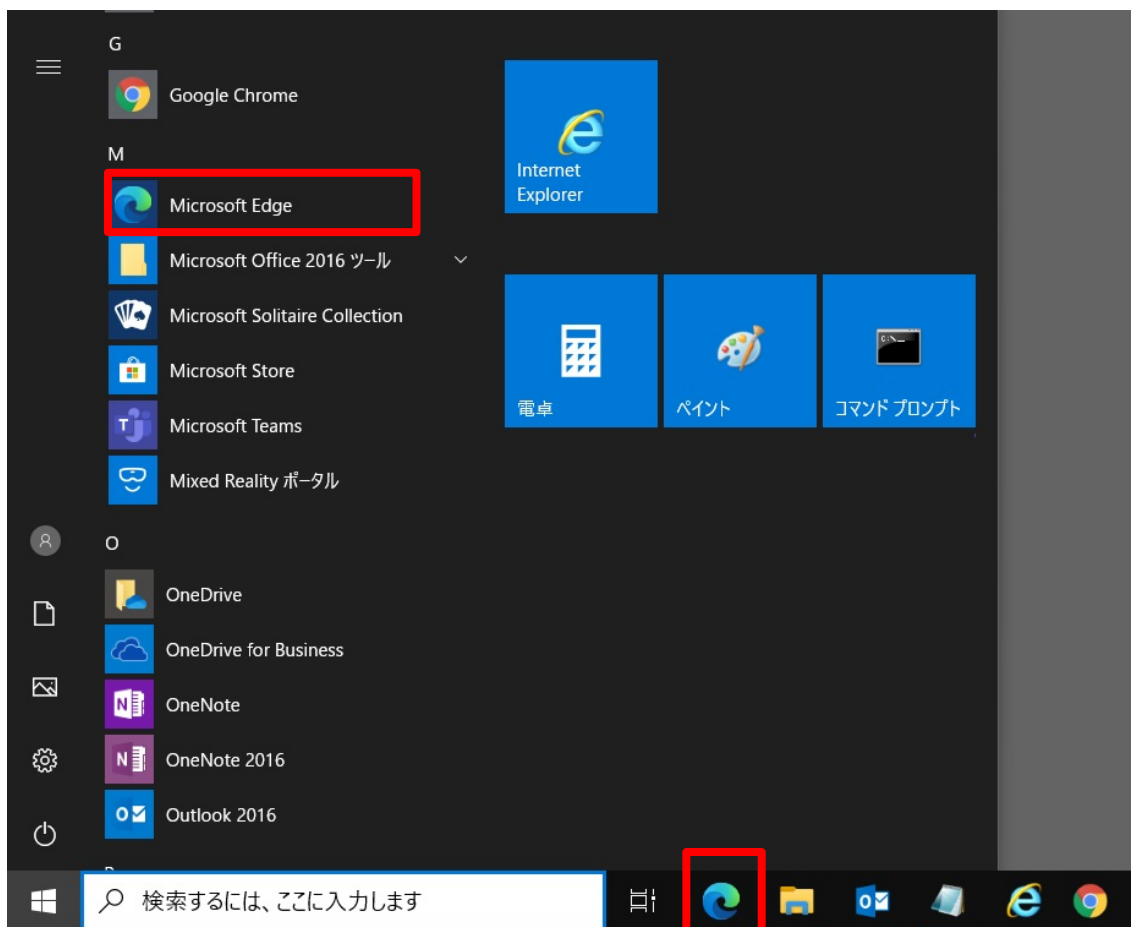 G
Google Chrome
M
Microsoft Edge
Microsoft Office 2016 ツール
Microsoft Solitaire Collection
Microsoft Store
Microsoft Teams
Mixed Reality ポータル
O
OneDrive
OneDrive for Business
OneNote
OneNote 2016
Outlook 2016
Internet
Explorer
電卓
ペイント
コマンド プロンプト
検索するには、ここに入力します